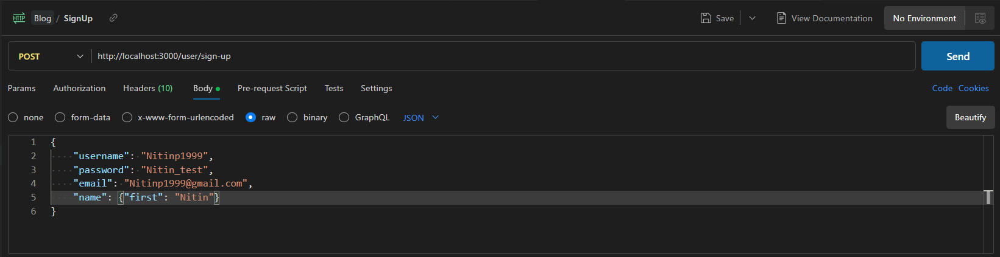 HTTP Blog / SignUp Save View Documentation No Environment
POST http://localhost:3000/user/sign-up Send
Params Authorization Headers (10) Body Pre-request Script Tests Settings Code Cookies
none form-data x-www-form-urlencoded raw binary GraphQL JSON Beautify
1 {
2 "username": "Nitinp1999",
3 "password": "Nitin_test",
4 "email": "Nitinp1999@gmail.com",
5 "name": {"first": "Nitin"}
6 }